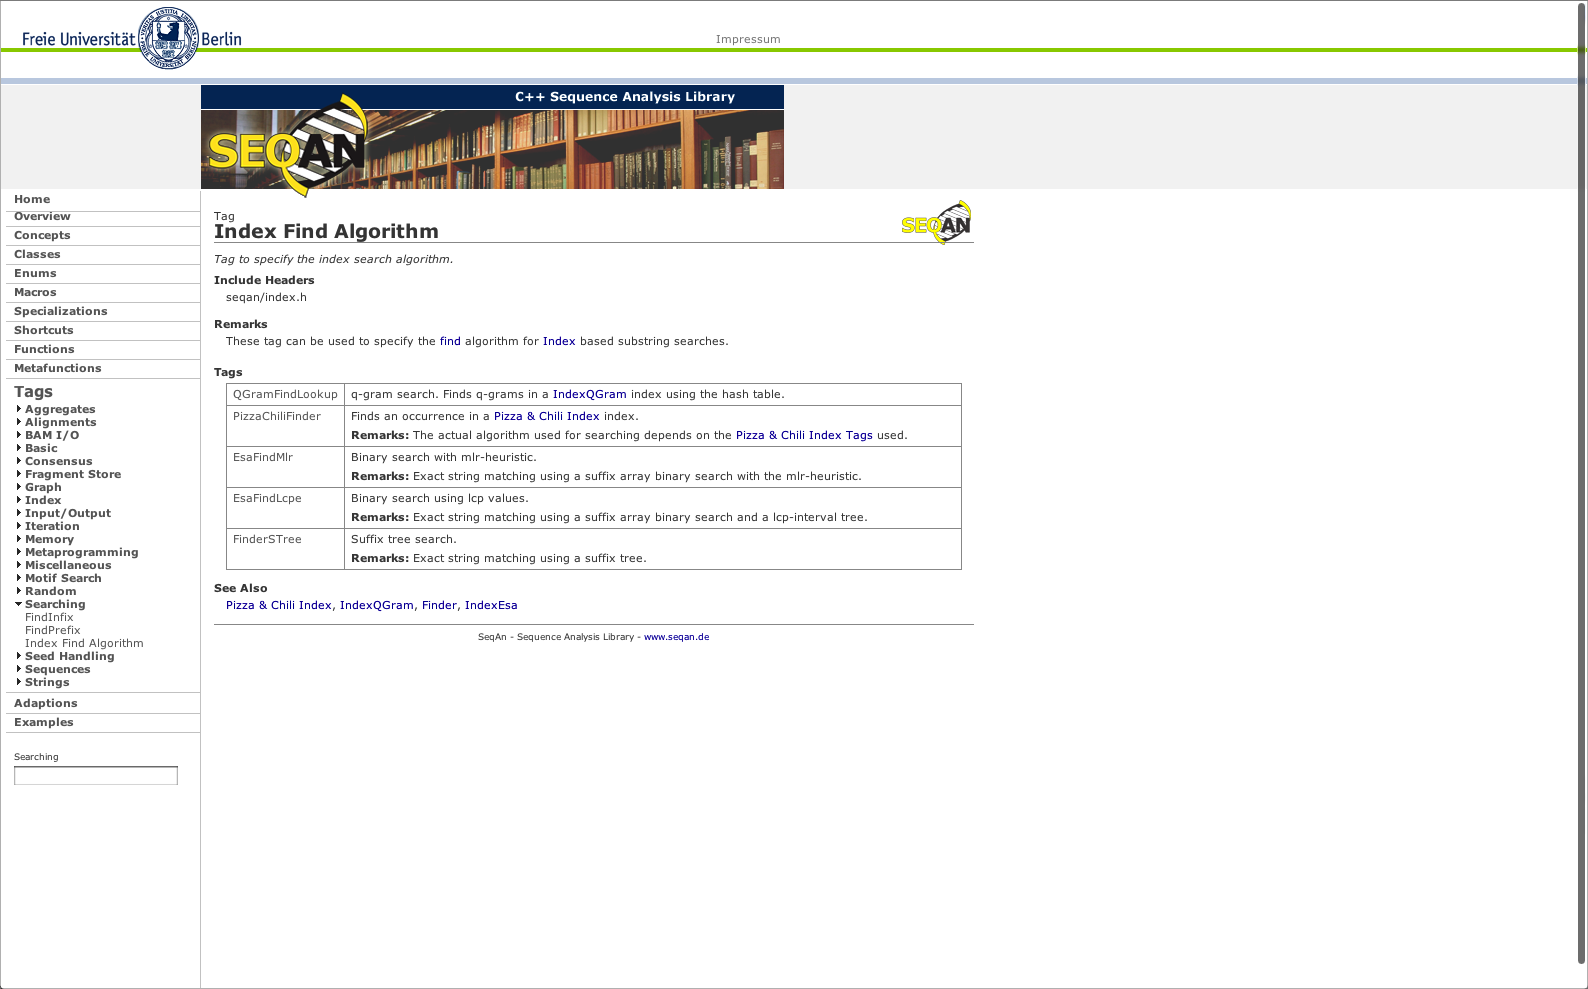 Freie Universität Berlin
Impressum
C++ Sequence Analysis Library
SEQAN
Home
Overview
Concepts
Classes
Enums
Macros
Specializations
Shortcuts
Functions
Metafunctions
Tags
Aggregates
Alignments
BAM I/O
Basic
Consensus
Fragment Store
Graph
Index
Input/Output
Iteration
Memory
Metaprogramming
Miscellaneous
Motif Search
Random
Searching
FindInfix
FindPrefix
Index Find Algorithm
Seed Handling
Sequences
Strings
Adaptions
Examples
Searching
Tag
Index Find Algorithm
SEQAN
Tag to specify the index search algorithm.
Include Headers
seqan/index.h
Remarks
These tag can be used to specify the find algorithm for Index based substring searches.
Tags
QGramFindLookup q-gram search. Finds q-grams in a IndexQGram index using the hash table.
PizzaChiliFinder Finds an occurrence in a Pizza & Chili Index index.
Remarks: The actual algorithm used for searching depends on the Pizza & Chili Index Tags used.
EsaFindMlr Binary search with mlr-heuristic.
Remarks: Exact string matching using a suffix array binary search with the mlr-heuristic.
EsaFindLcpe Binary search using lcp values.
Remarks: Exact string matching using a suffix array binary search and a lcp-interval tree.
FinderSTree Suffix tree search.
Remarks: Exact string matching using a suffix tree.
See Also
Pizza & Chili Index, IndexQGram, Finder, IndexEsa
SeqAn - Sequence Analysis Library - www.seqan.de